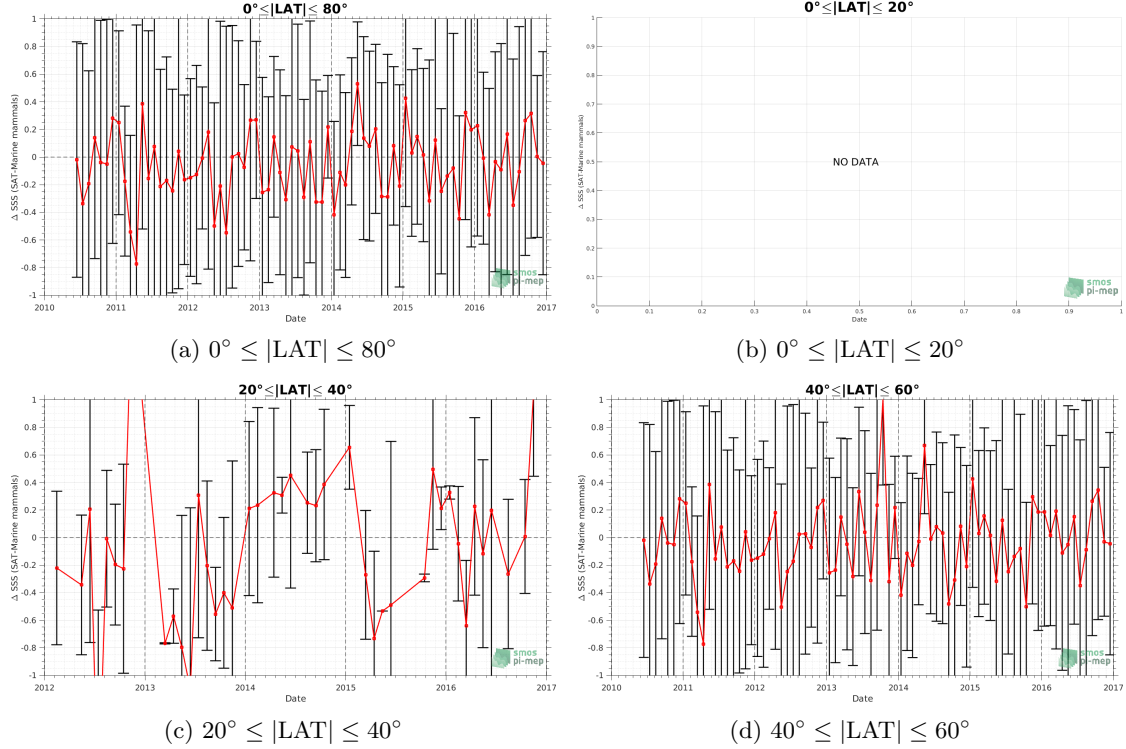 0°≤|LAT|≤ 80°
1
0.8
0.6
0.4
0.2
0
-0.2
-0.4
-0.6
-0.8
-1
Δ SSS (SAT-Marine mammals)
2010 2011 2012 2013 2014 2015 2016 2017
Date
smos
pi-mep
(a) 0° ≤ |LAT| ≤ 80°
0°≤|LAT|≤ 20°
1
0.9
0.8
0.7
0.6
0.5
0.4
0.3
0.2
0.1
0
Δ SSS (SAT-Marine mammals)
NO DATA
0 0.1 0.2 0.3 0.4 0.5 0.6 0.7 0.8 0.9 1
Date
smos
pi-mep
(b) 0° ≤ |LAT| ≤ 20°
20°≤|LAT|≤ 40°
1
0.8
0.6
0.4
0.2
0
-0.2
-0.4
-0.6
-0.8
-1
Δ SSS (SAT-Marine mammals)
2012 2013 2014 2015 2016 2017
Date
smos
pi-mep
(c) 20° ≤ |LAT| ≤ 40°
40°≤|LAT|≤ 60°
1
0.8
0.6
0.4
0.2
0
-0.2
-0.4
-0.6
-0.8
-1
Δ SSS (SAT-Marine mammals)
2010 2011 2012 2013 2014 2015 2016 2017
Date
smos
pi-mep
(d) 40° ≤ |LAT| ≤ 60°